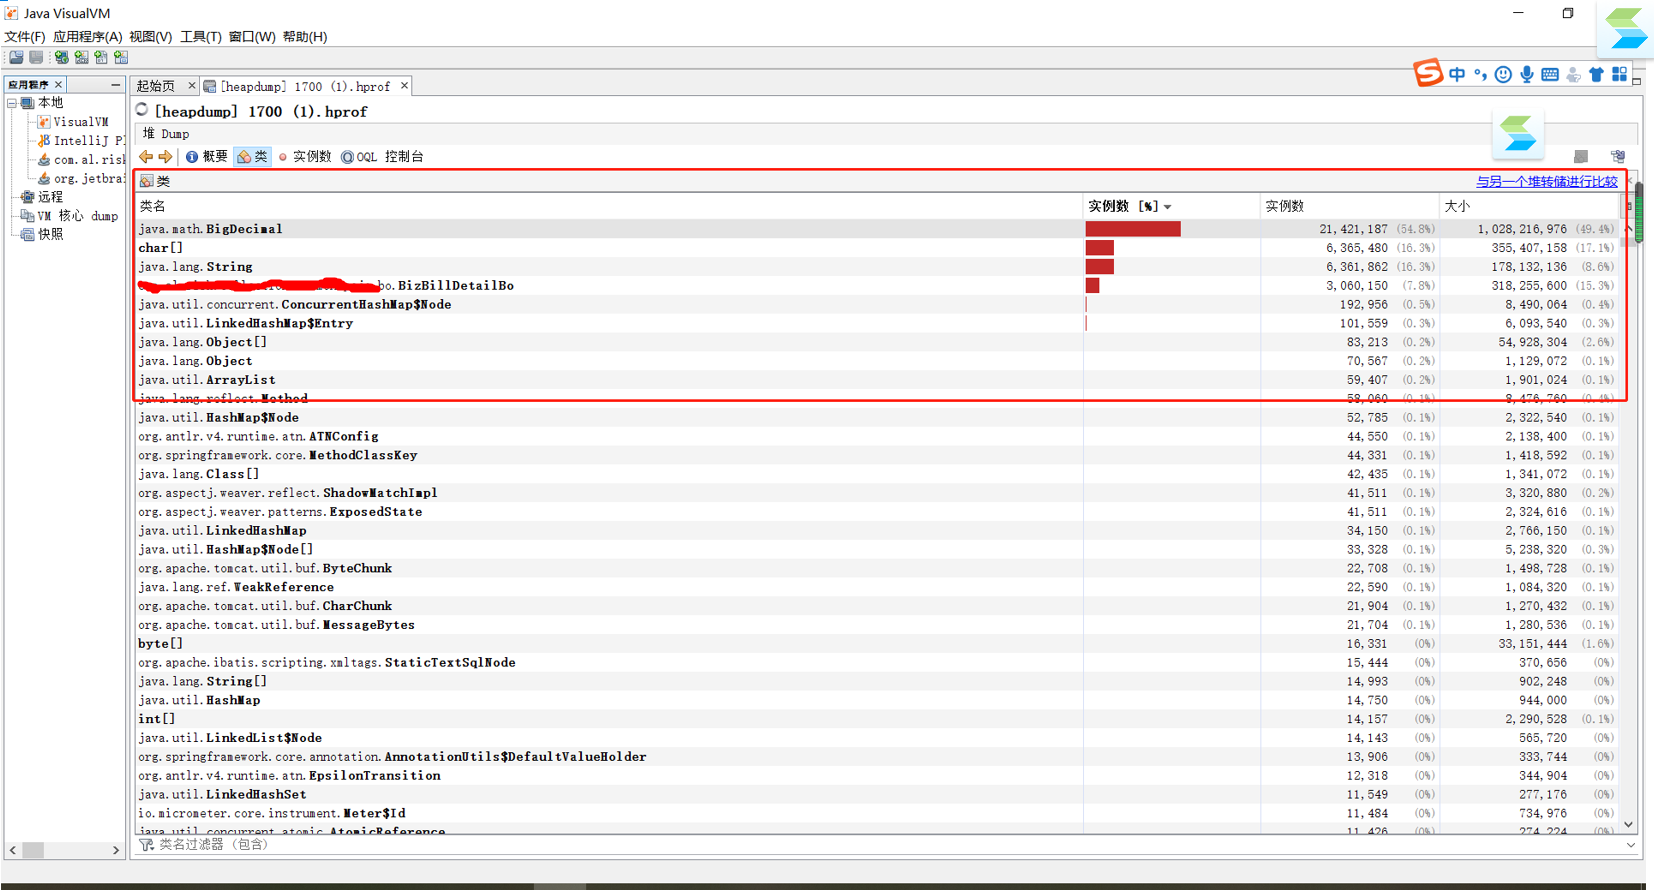 Java VisualVM
文件(F) 应用程序(A) 视图(V) 工具(T) 窗口(W) 帮助(H)
中
应用程序
起始页 [heapdump] 1700 (1).hprof
本地
VisualVM
IntelliJ Pl
com.al.risk
org.jetbrai
远程
VM 核心 dump
快照
[heapdump] 1700 (1).hprof
堆 Dump
概要 类 实例数 OQL 控制台
类 与另一个堆转储进行比较
类名 实例数 [%] 实例数 大小
java.math.BigDecimal 21,421,187 (54.8%) 1,028,216,976 (49.4%)
char[] 6,365,480 (16.3%) 355,407,158 (17.1%)
java.lang.String 6,361,862 (16.3%) 178,132,136 (8.6%)
bo.BizBillDetailBo 3,060,150 (7.8%) 318,255,600 (15.3%)
java.util.concurrent.ConcurrentHashMap$Node 192,956 (0.5%) 8,490,064 (0.4%)
java.util.LinkedHashMap$Entry 101,559 (0.3%) 6,093,540 (0.3%)
java.lang.Object[] 83,213 (0.2%) 54,928,304 (2.6%)
java.lang.Object 70,567 (0.2%) 1,129,072 (0.1%)
java.util.ArrayList 59,407 (0.2%) 1,901,024 (0.1%)
java.lang.reflect.Method 58,060 (0.1%) 8,476,760 (0.4%)
java.util.HashMap$Node 52,785 (0.1%) 2,322,540 (0.1%)
org.antlr.v4.runtime.atn.ATNConfig 44,550 (0.1%) 2,138,400 (0.1%)
org.springframework.core.MethodClassKey 44,331 (0.1%) 1,418,592 (0.1%)
java.lang.Class[] 42,435 (0.1%) 1,341,072 (0.1%)
org.aspectj.weaver.reflect.ShadowMatchImpl 41,511 (0.1%) 3,320,880 (0.2%)
org.aspectj.weaver.patterns.ExposedState 41,511 (0.1%) 2,324,616 (0.1%)
java.util.LinkedHashMap 34,150 (0.1%) 2,766,150 (0.1%)
java.util.HashMap$Node[] 33,328 (0.1%) 5,238,320 (0.3%)
org.apache.tomcat.util.buf.ByteChunk 22,708 (0.1%) 1,498,728 (0.1%)
java.lang.ref.WeakReference 22,590 (0.1%) 1,084,320 (0.1%)
org.apache.tomcat.util.buf.CharChunk 21,904 (0.1%) 1,270,432 (0.1%)
org.apache.tomcat.util.buf.MessageBytes 21,704 (0.1%) 1,280,536 (0.1%)
byte[] 16,331 (0%) 33,151,444 (1.6%)
org.apache.ibatis.scripting.xmltags.StaticTextSqlNode 15,444 (0%) 370,656 (0%)
java.lang.String[] 14,993 (0%) 902,248 (0%)
java.util.HashMap 14,750 (0%) 944,000 (0%)
int[] 14,157 (0%) 2,290,528 (0.1%)
java.util.LinkedList$Node 14,143 (0%) 565,720 (0%)
org.springframework.core.annotation.AnnotationUtils$DefaultValueHolder 13,906 (0%) 333,744 (0%)
org.antlr.v4.runtime.atn.EpsilonTransition 12,318 (0%) 344,904 (0%)
java.util.LinkedHashSet 11,549 (0%) 277,176 (0%)
io.micrometer.core.instrument.Meter$Id 11,484 (0%) 734,976 (0%)
java.util.concurrent.atomic.AtomicReference 11,426 (0%) 274,224 (0%)
类名过滤器 (包含)